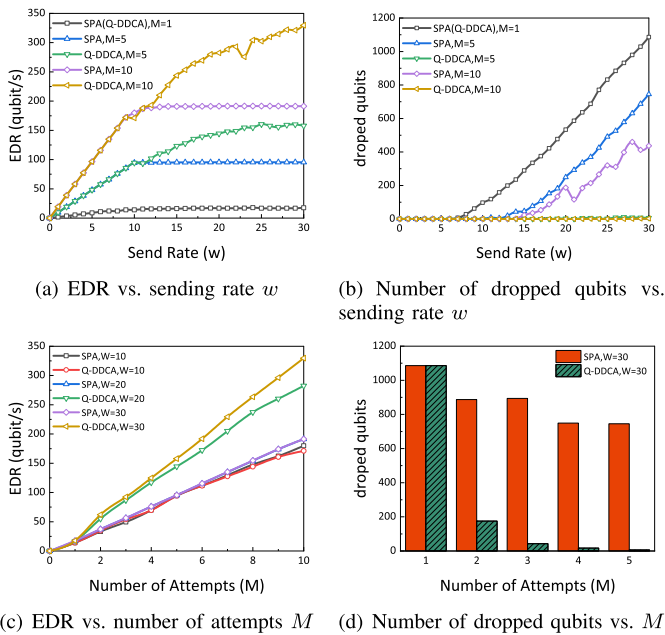 350
300
250
200
150
100
50
0
EDR (qubit/s)
SPA(Q-DDCA),M=1
SPA,M=5
Q-DDCA,M=5
SPA,M=10
Q-DDCA,M=10
0 5 10 15 20 25 30
Send Rate (w)
(a) EDR vs. sending rate w
1200
1000
800
600
400
200
0
droped qubits
SPA(Q-DDCA),M=1
SPA,M=5
Q-DDCA,M=5
SPA,M=10
Q-DDCA,M=10
0 5 10 15 20 25 30
Send Rate (w)
(b) Number of dropped qubits vs.
sending rate w
350
300
250
200
150
100
50
0
EDR (qubit/s)
SPA,W=10
Q-DDCA,W=10
SPA,W=20
Q-DDCA,W=20
SPA,W=30
Q-DDCA,W=30
0 2 4 6 8 10
Number of Attempts (M)
(c) EDR vs. number of attempts M
1200
1000
800
600
400
200
0
droped qubits
SPA,W=30
Q-DDCA,W=30
1 2 3 4 5
Number of Attempts (M)
(d) Number of dropped qubits vs. M